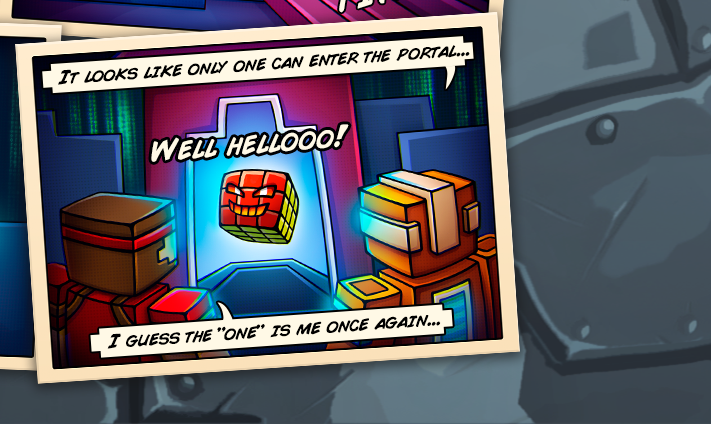 It looks like only one can enter the portal...
Well hellooo!
I guess the "one" is me once again...